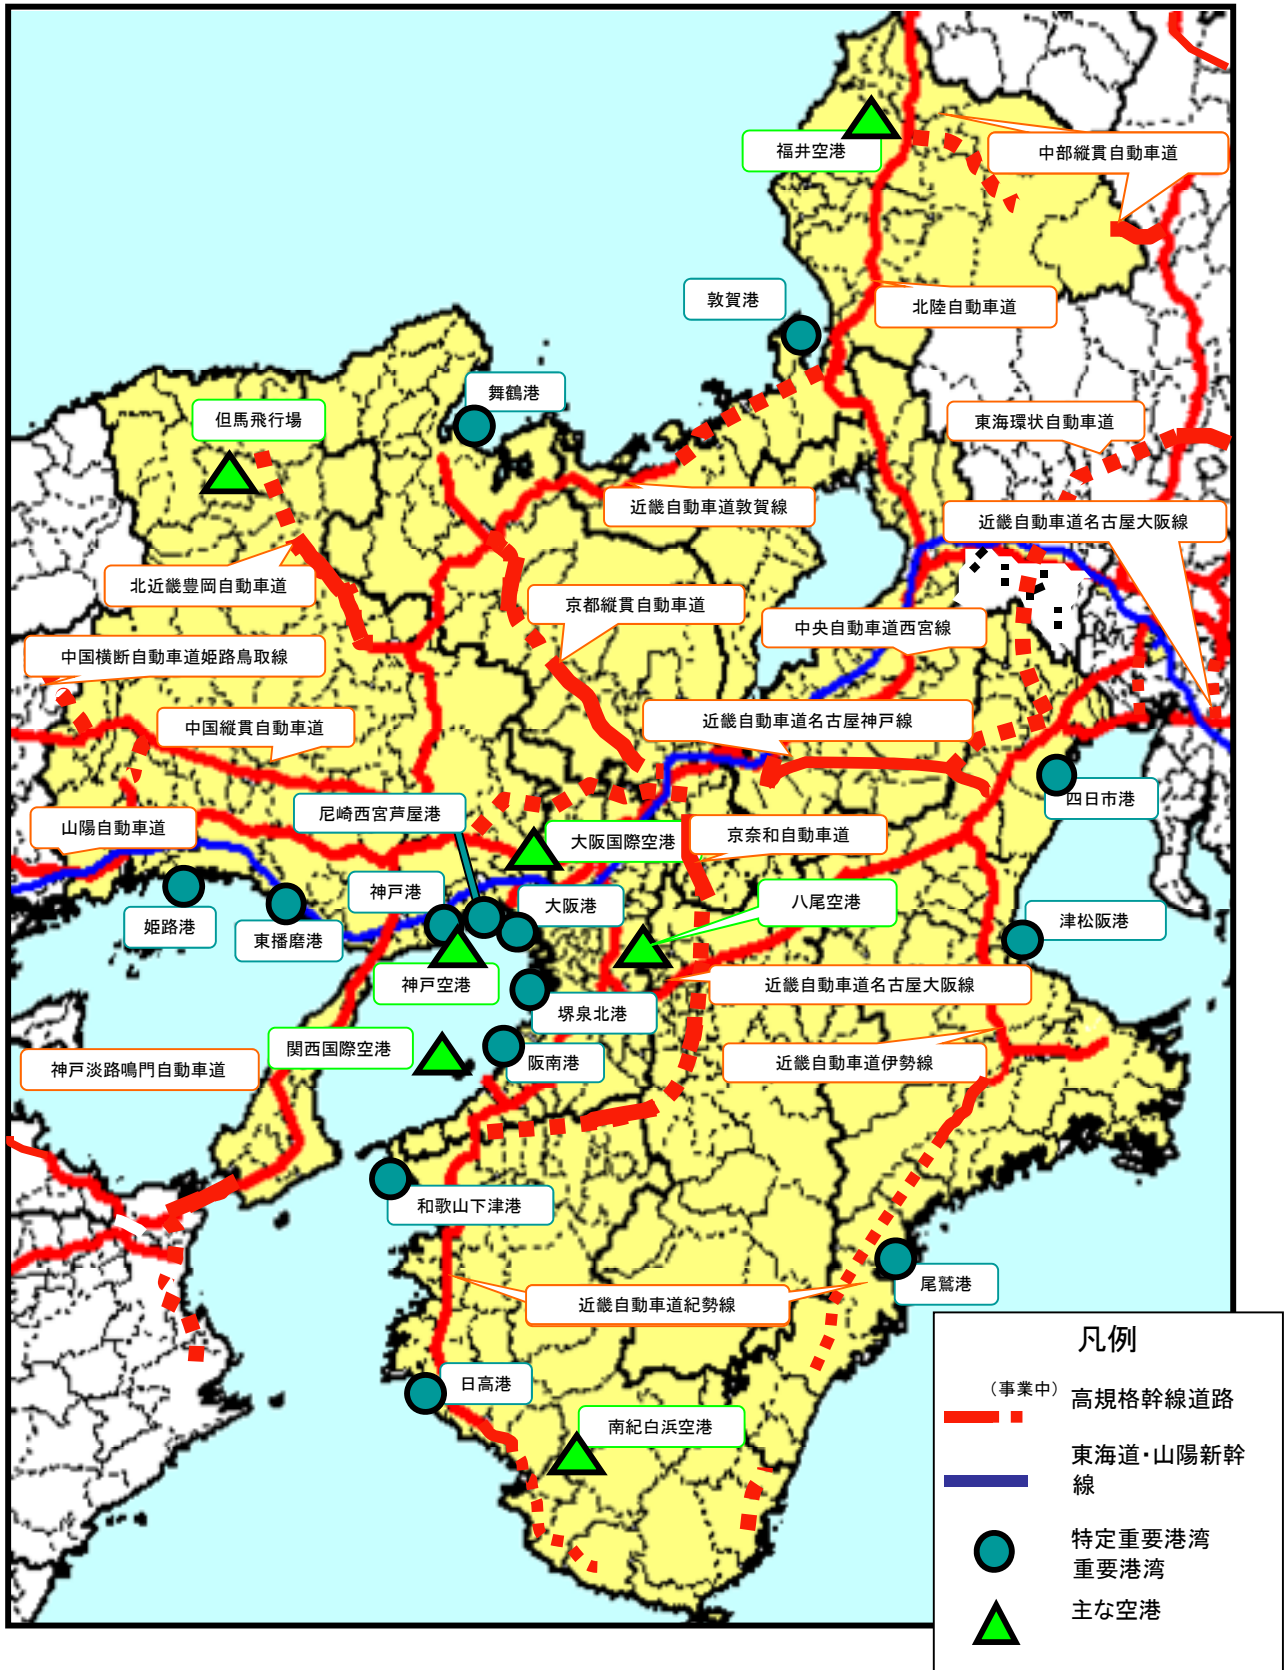 福井空港
中部縦貫自動車道
敦賀港
北陸自動車道
舞鶴港
但馬飛行場
東海環状自動車道
近畿自動車道敦賀線
近畿自動車道名古屋大阪線
北近畿豊岡自動車道
京都縦貫自動車道
中央自動車道西宮線
中国横断自動車道姫路鳥取線
中国縦貫自動車道
近畿自動車道名古屋神戸線
四日市港
尼崎西宮芦屋港
山陽自動車道
大阪国際空港
京奈和自動車道
神戸港
大阪港
八尾空港
姫路港
東播磨港
津松阪港
神戸空港
近畿自動車道名古屋大阪線
堺泉北港
関西国際空港
阪南港
近畿自動車道伊勢線
神戸淡路鳴門自動車道
和歌山下津港
尾鷲港
近畿自動車道紀勢線
日高港
南紀白浜空港
凡例
（事業中）
高規格幹線道路
東海道・山陽新幹
線
特定重要港湾
重要港湾
主な空港